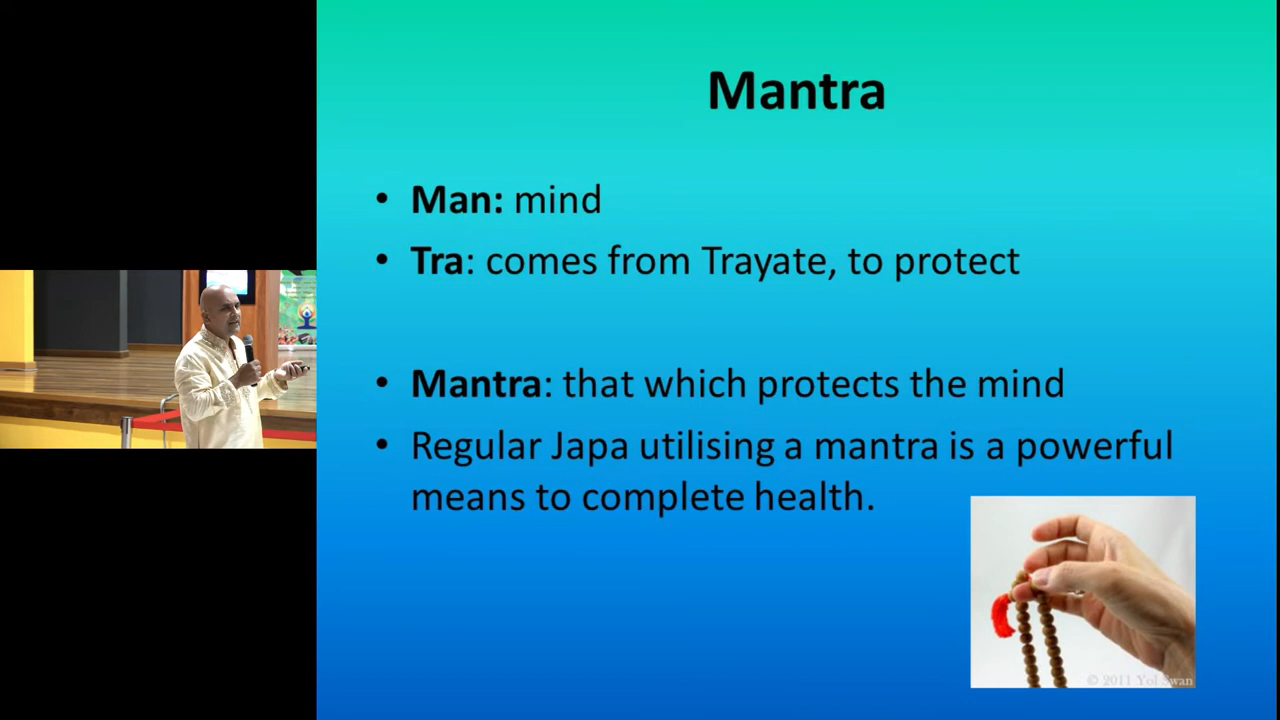 Mantra
• Man: mind
• Tra: comes from Trayate, to protect
• Mantra: that which protects the mind
• Regular Japa utilising a mantra is a powerful
means to complete health.
© 2011 Yol Swan